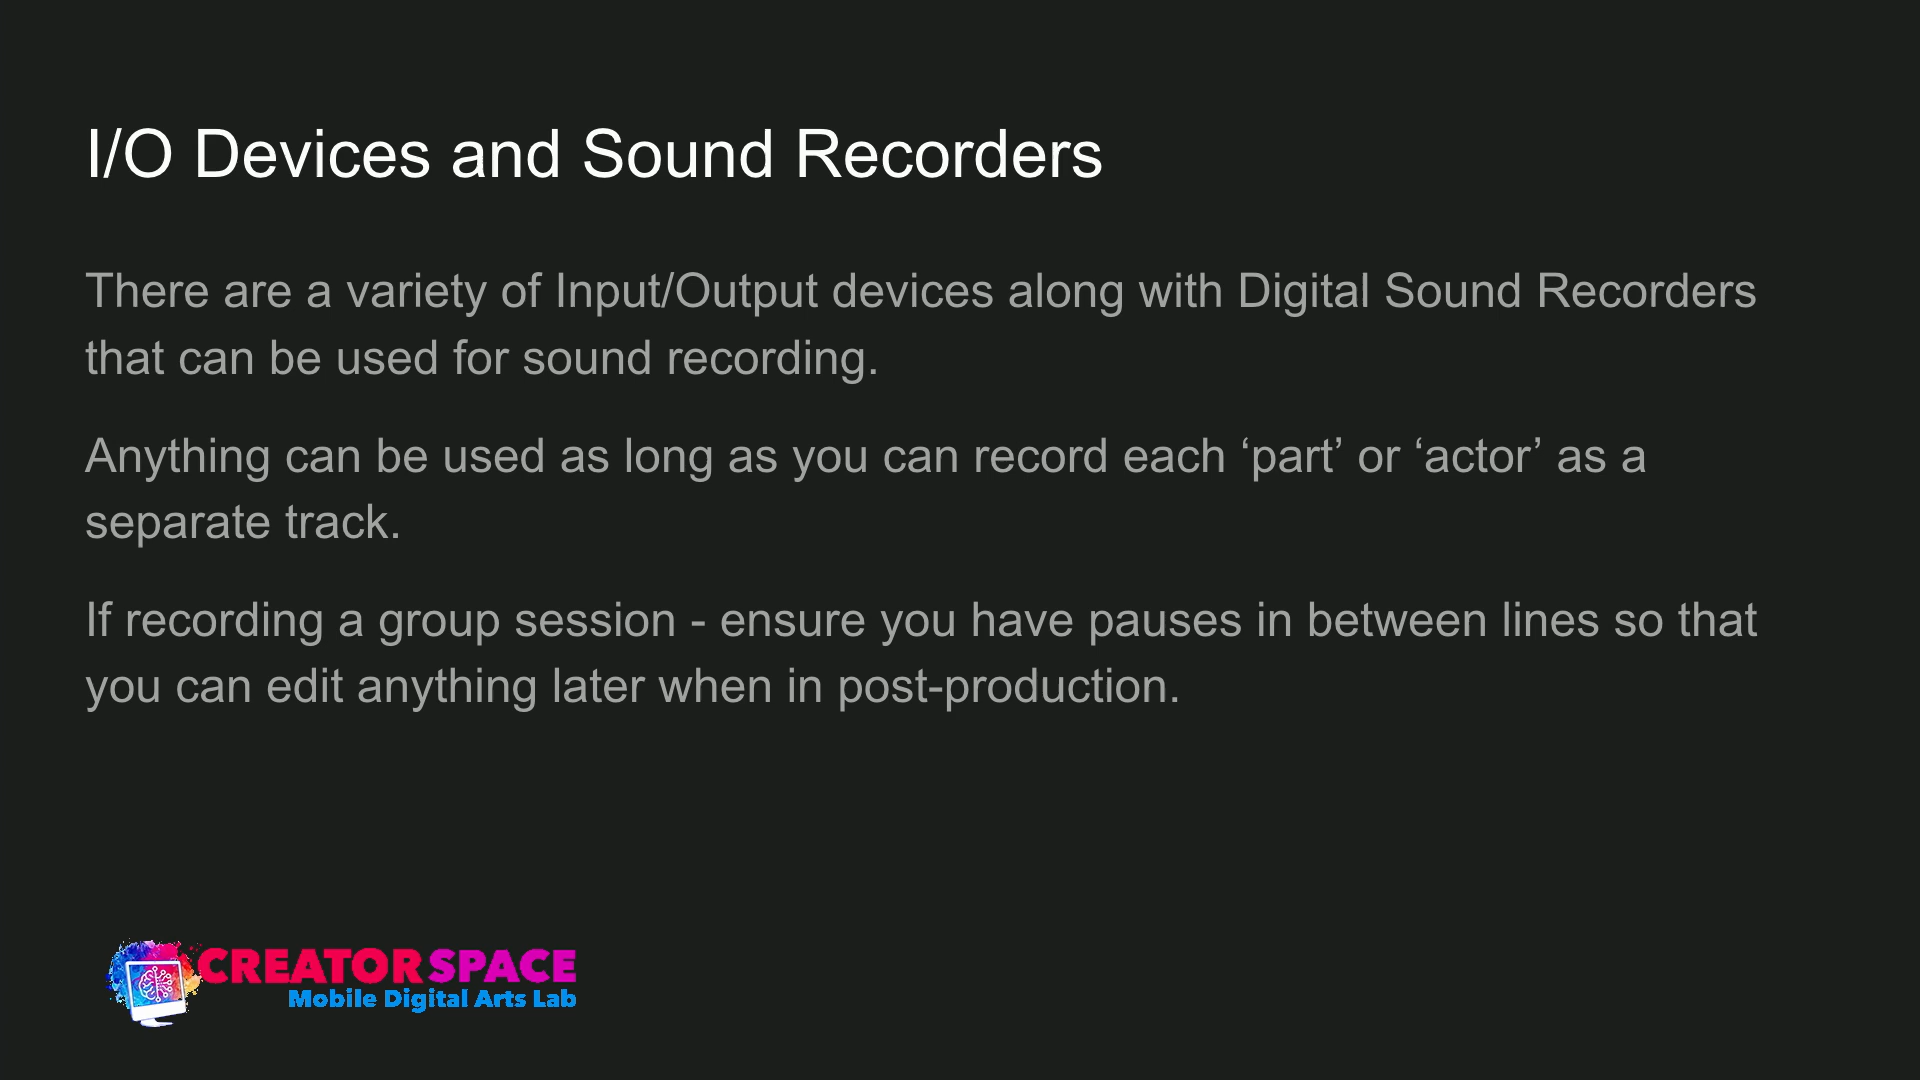 I/O Devices and Sound Recorders
There are a variety of Input/Output devices along with Digital Sound Recorders
that can be used for sound recording.
Anything can be used as long as you can record each ‘part’ or ‘actor’ as a
separate track.
If recording a group session - ensure you have pauses in between lines so that
you can edit anything later when in post-production.
CREATORSPACE
Mobile Digital Arts Lab